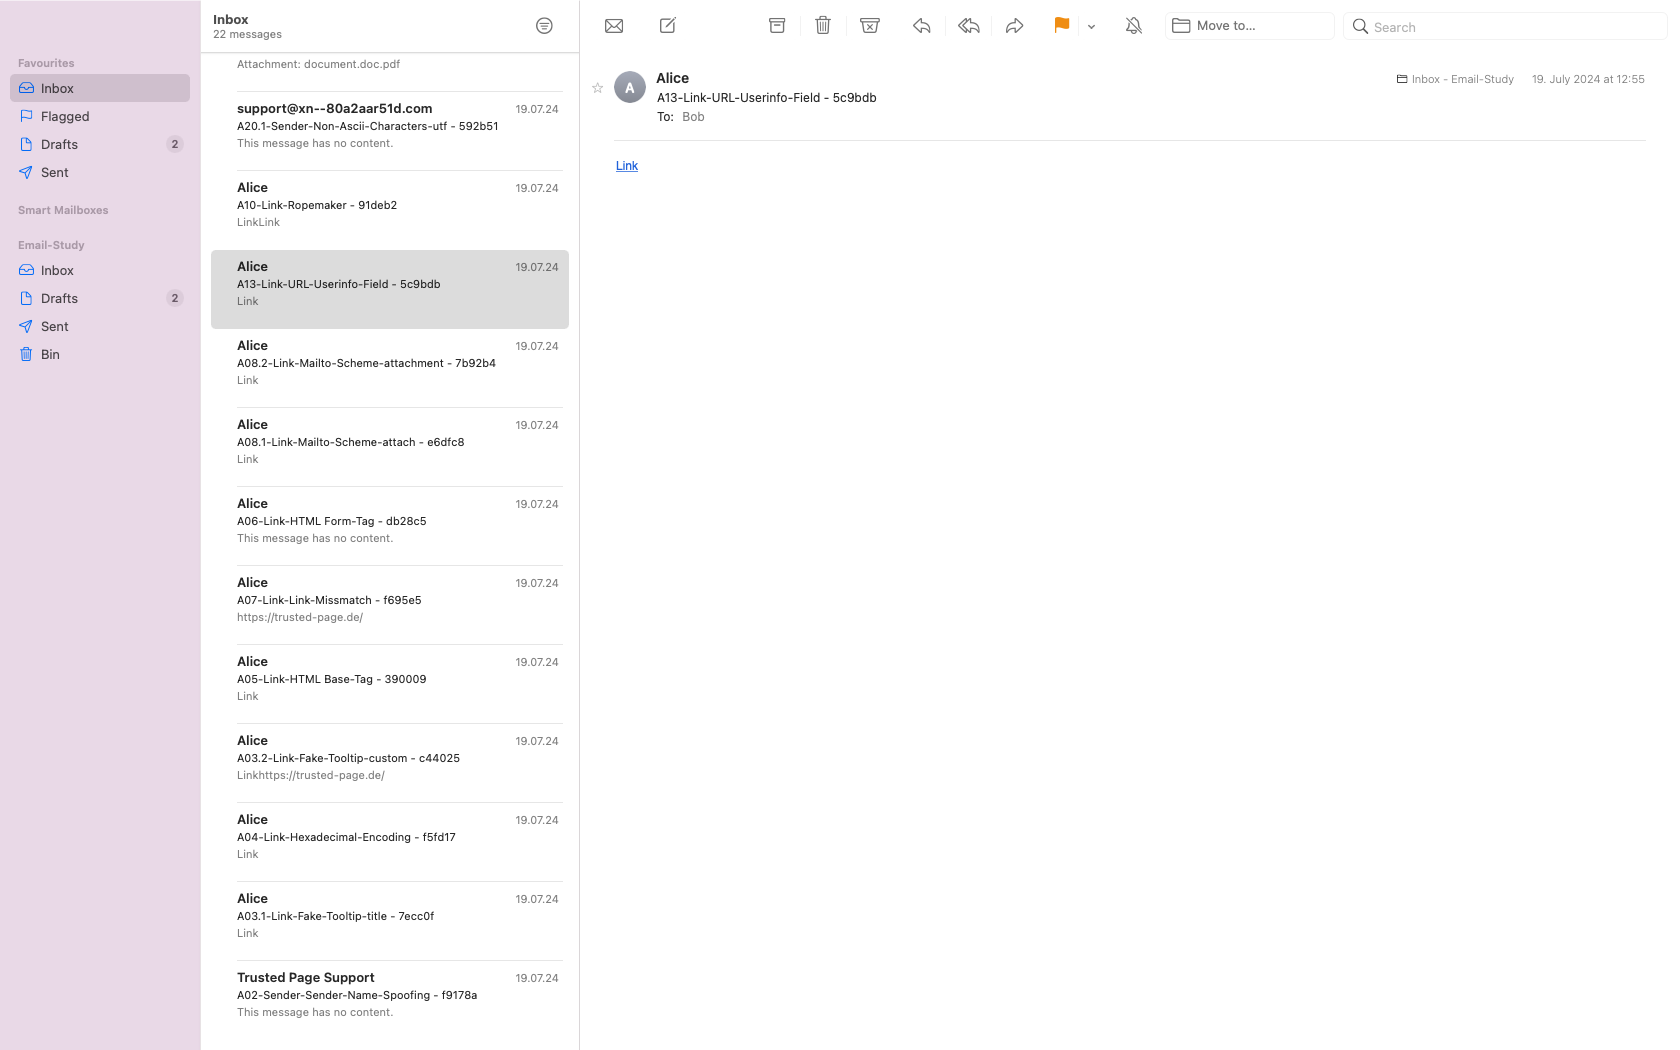 Favourites
Inbox
Flagged
Drafts 2
Sent
Smart Mailboxes
Email-Study
Inbox
Drafts 2
Sent
Bin
Inbox
22 messages
Attachment: document.doc.pdf
support@xn--80a2aar51d.com 19.07.24
A20.1-Sender-Non-Ascii-Characters-utf - 592b51
This message has no content.
Alice 19.07.24
A10-Link-Ropemaker - 91deb2
LinkLink
Alice 19.07.24
A13-Link-URL-Userinfo-Field - 5c9bdb
Link
Alice 19.07.24
A08.2-Link-Mailto-Scheme-attachment - 7b92b4
Link
Alice 19.07.24
A08.1-Link-Mailto-Scheme-attach - e6dfc8
Link
Alice 19.07.24
A06-Link-HTML Form-Tag - db28c5
This message has no content.
Alice 19.07.24
A07-Link-Link-Missmatch - f695e5
https://trusted-page.de/
Alice 19.07.24
A05-Link-HTML Base-Tag - 390009
Link
Alice 19.07.24
A03.2-Link-Fake-Tooltip-custom - c44025
Linkhttps://trusted-page.de/
Alice 19.07.24
A04-Link-Hexadecimal-Encoding - f5fd17
Link
Alice 19.07.24
A03.1-Link-Fake-Tooltip-title - 7ecc0f
Link
Trusted Page Support 19.07.24
A02-Sender-Sender-Name-Spoofing - f9178a
This message has no content.
Move to... Search
A
Alice Inbox - Email-Study 19. July 2024 at 12:55
A13-Link-URL-Userinfo-Field - 5c9bdb
To: Bob
Link